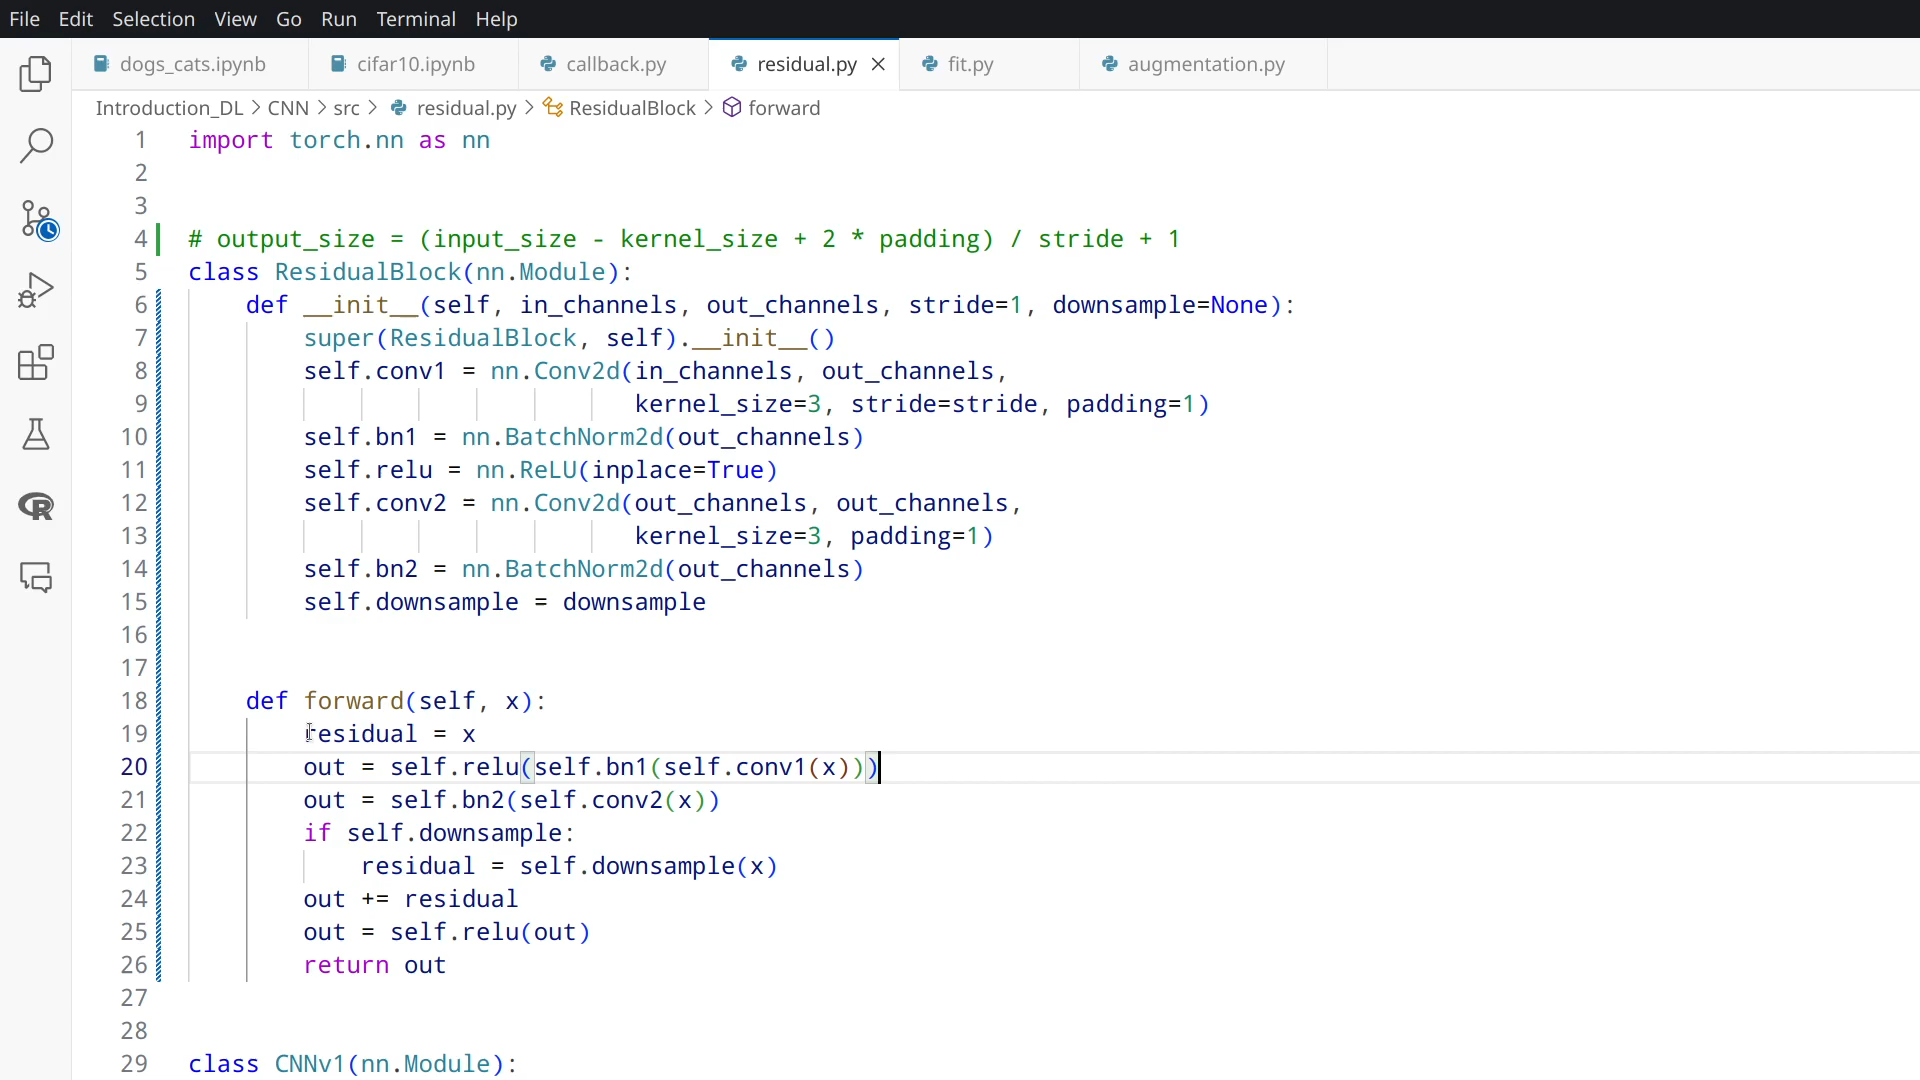 File Edit Selection View Go Run Terminal Help
dogs_cats.ipynb cifar10.ipynb callback.py residual.py fit.py augmentation.py
Introduction_DL > CNN > src > residual.py > ResidualBlock > forward
1 import torch.nn as nn
2
3
4 # output_size = (input_size - kernel_size + 2 * padding) / stride + 1
5 class ResidualBlock(nn.Module):
6     def __init__(self, in_channels, out_channels, stride=1, downsample=None):
7         super(ResidualBlock, self).__init__()
8         self.conv1 = nn.Conv2d(in_channels, out_channels,
9                                kernel_size=3, stride=stride, padding=1)
10         self.bn1 = nn.BatchNorm2d(out_channels)
11         self.relu = nn.ReLU(inplace=True)
12         self.conv2 = nn.Conv2d(out_channels, out_channels,
13                                kernel_size=3, padding=1)
14         self.bn2 = nn.BatchNorm2d(out_channels)
15         self.downsample = downsample
16
17
18     def forward(self, x):
19         residual = x
20         out = self.relu(self.bn1(self.conv1(x)))
21         out = self.bn2(self.conv2(x))
22         if self.downsample:
23             residual = self.downsample(x)
24         out += residual
25         out = self.relu(out)
26         return out
27
28
29 class CNNv1(nn.Module):